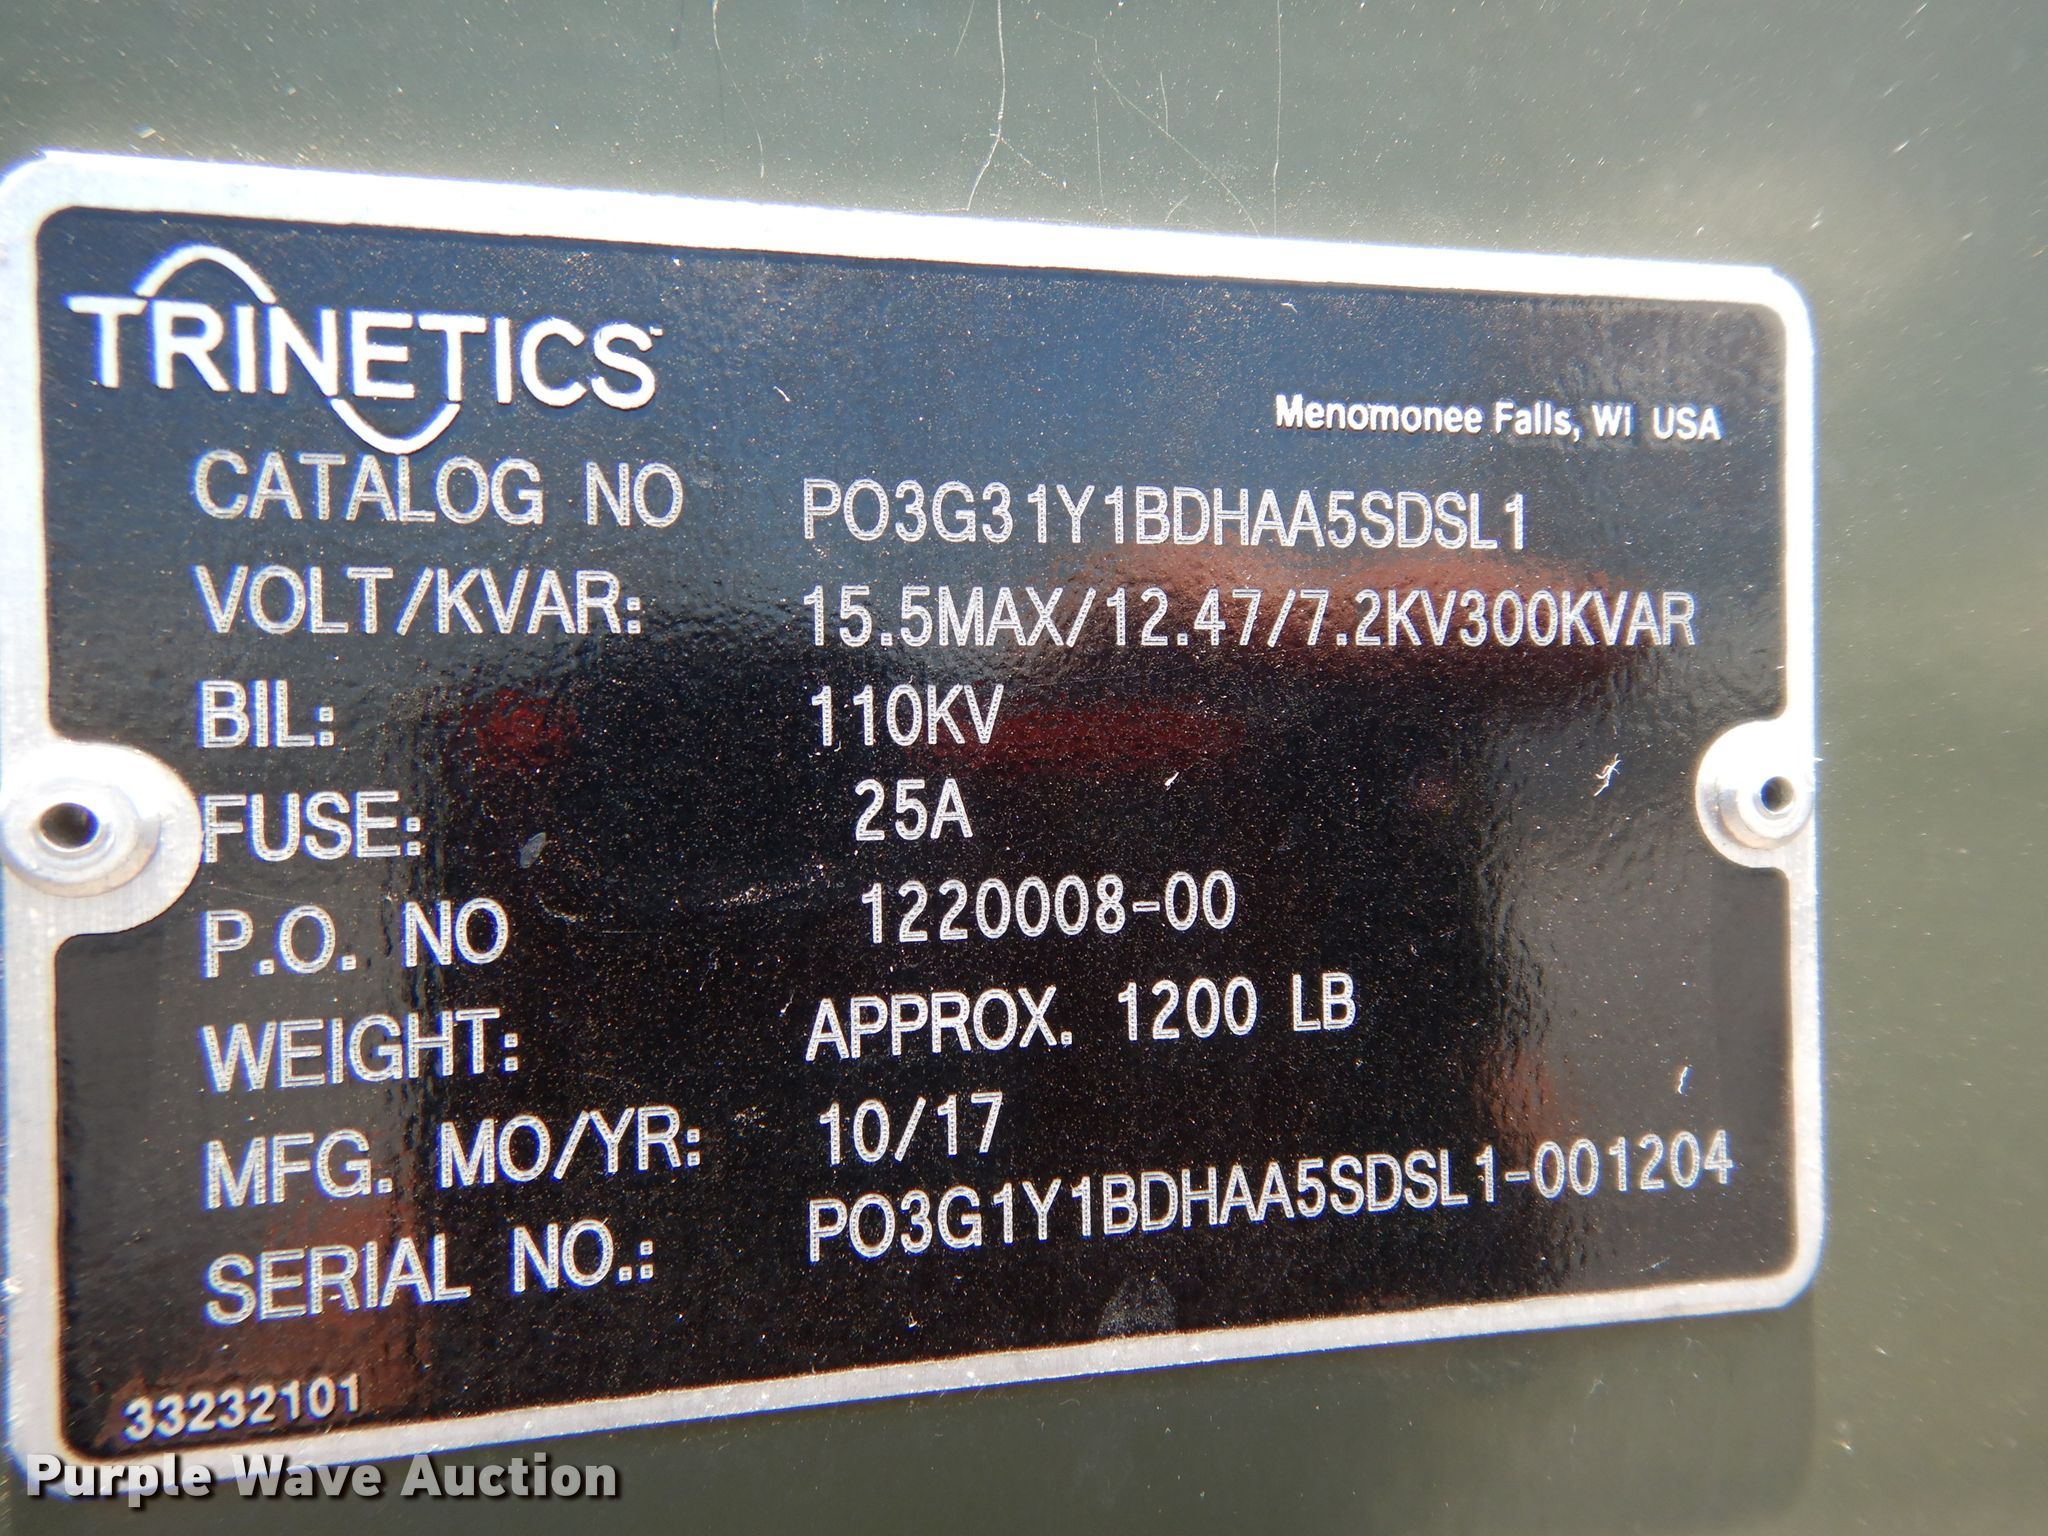 TRINETICS™
Menomonee Falls, WI USA
CATALOG NO PO3G31Y1BDHAA5SDSL1
VOLT/KVAR: 15.5MAX/12.47/7.2KV300KVAR
BIL: 110KV
FUSE: 25A
P.O. NO 1220008-00
WEIGHT: APPROX. 1200 LB
MFG. MO/YR: 10/17
SERIAL NO.: PO3G1Y1BDHAA5SDSL1-001204
33232101
Purple Wave Auction